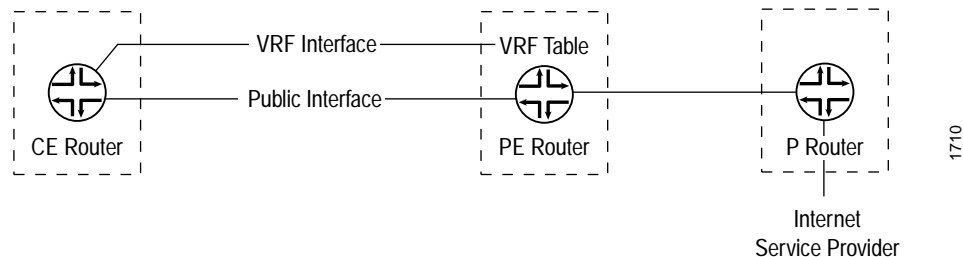 VRF Interface
VRF Table
Public Interface
CE Router
PE Router
P Router
1710
Internet
Service Provider